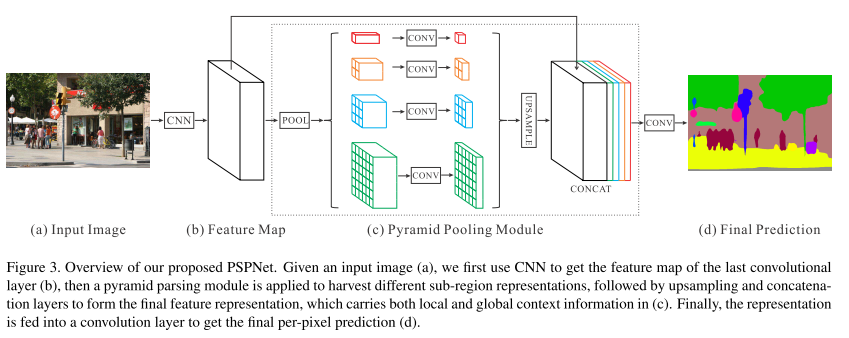 CONV
CONV
CNN
POOL
CONV
UPSAMPLE
CONV
CONV
CONCAT
(a) Input Image
(b) Feature Map
(c) Pyramid Pooling Module
(d) Final Prediction
Figure 3. Overview of our proposed PSPNet. Given an input image (a), we first use CNN to get the feature map of the last convolutional
layer (b), then a pyramid parsing module is applied to harvest different sub-region representations, followed by upsampling and concatena-
tion layers to form the final feature representation, which carries both local and global context information in (c). Finally, the representation
is fed into a convolution layer to get the final per-pixel prediction (d).